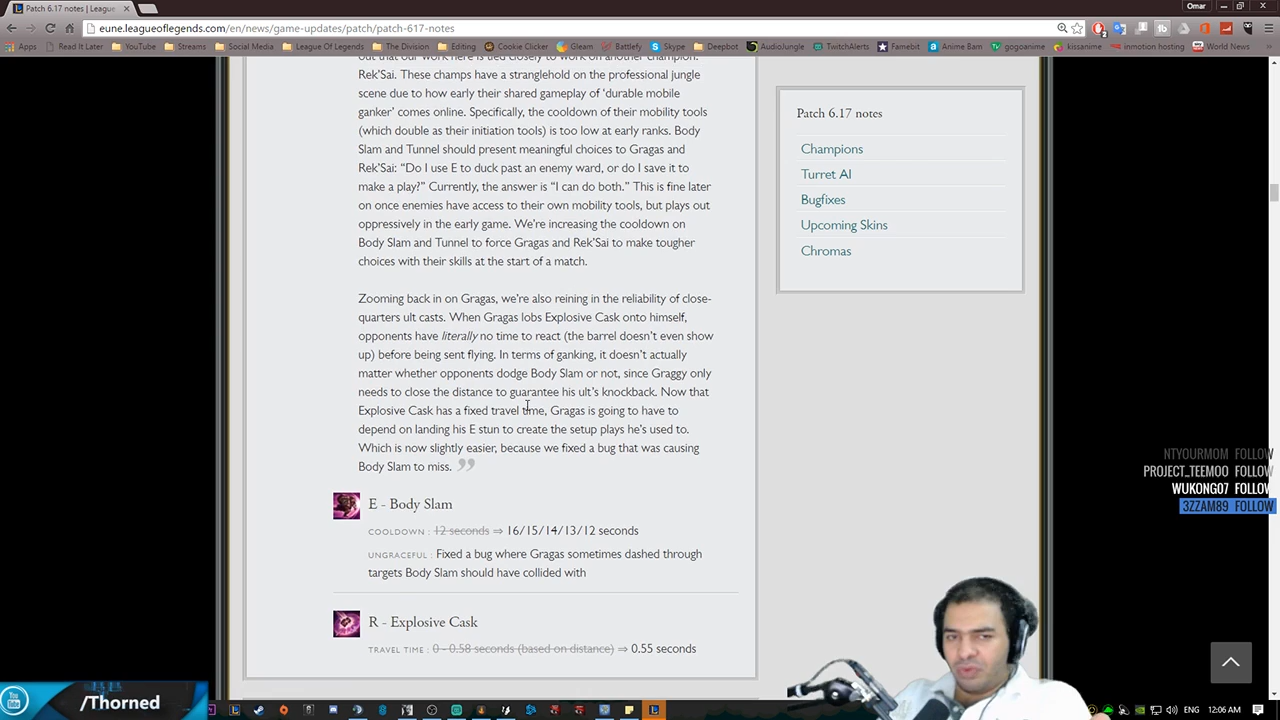 Patch 6.17 notes | League
Omar
eune.leagueoflegends.com/en/news/game-updates/patch/patch-617-notes
Apps Read It Later YouTube Streams Social Media League Of Legends The Division Editing Cookie Clicker Gleam Battlefy Skype Deepbot AudioJungle TwitchAlerts Famebit Anime Bam gogoanime kissanime inmotion hosting World News
out that our work here is tied closely to work on another champion:
Rek'Sai. These champs have a stranglehold on the professional jungle
scene due to how early their shared gameplay of 'durable mobile
ganker' comes online. Specifically, the cooldown of their mobility tools
(which double as their initiation tools) is too low at early ranks. Body
Slam and Tunnel should present meaningful choices to Gragas and
Rek'Sai: “Do I use E to duck past an enemy ward, or do I save it to
make a play?” Currently, the answer is “I can do both.” This is fine later
on once enemies have access to their own mobility tools, but plays out
oppressively in the early game. We're increasing the cooldown on
Body Slam and Tunnel to force Gragas and Rek'Sai to make tougher
choices with their skills at the start of a match.
Zooming back in on Gragas, we're also reining in the reliability of close-
quarters ult casts. When Gragas lobs Explosive Cask onto himself,
opponents have literally no time to react (the barrel doesn't even show
up) before being sent flying. In terms of ganking, it doesn't actually
matter whether opponents dodge Body Slam or not, since Graggy only
needs to close the distance to guarantee his ult's knockback. Now that
Explosive Cask has a fixed travel time, Gragas is going to have to
depend on landing his E stun to create the setup plays he's used to.
Which is now slightly easier, because we fixed a bug that was causing
Body Slam to miss. ”
E - Body Slam
COOLDOWN : 12 seconds ⇒ 16/15/14/13/12 seconds
UNGRACEFUL : Fixed a bug where Gragas sometimes dashed through
targets Body Slam should have collided with
R - Explosive Cask
TRAVEL TIME : 0 - 0.58 seconds (based on distance) ⇒ 0.55 seconds
Patch 6.17 notes
Champions
Turret AI
Bugfixes
Upcoming Skins
Chromas
NTYOURMOM FOLLOW
PROJECT_TEEMOO FOLLOW
WUKONG07 FOLLOW
3ZZAM89 FOLLOW
You Tube
/Thorned
ENG 12:06 AM